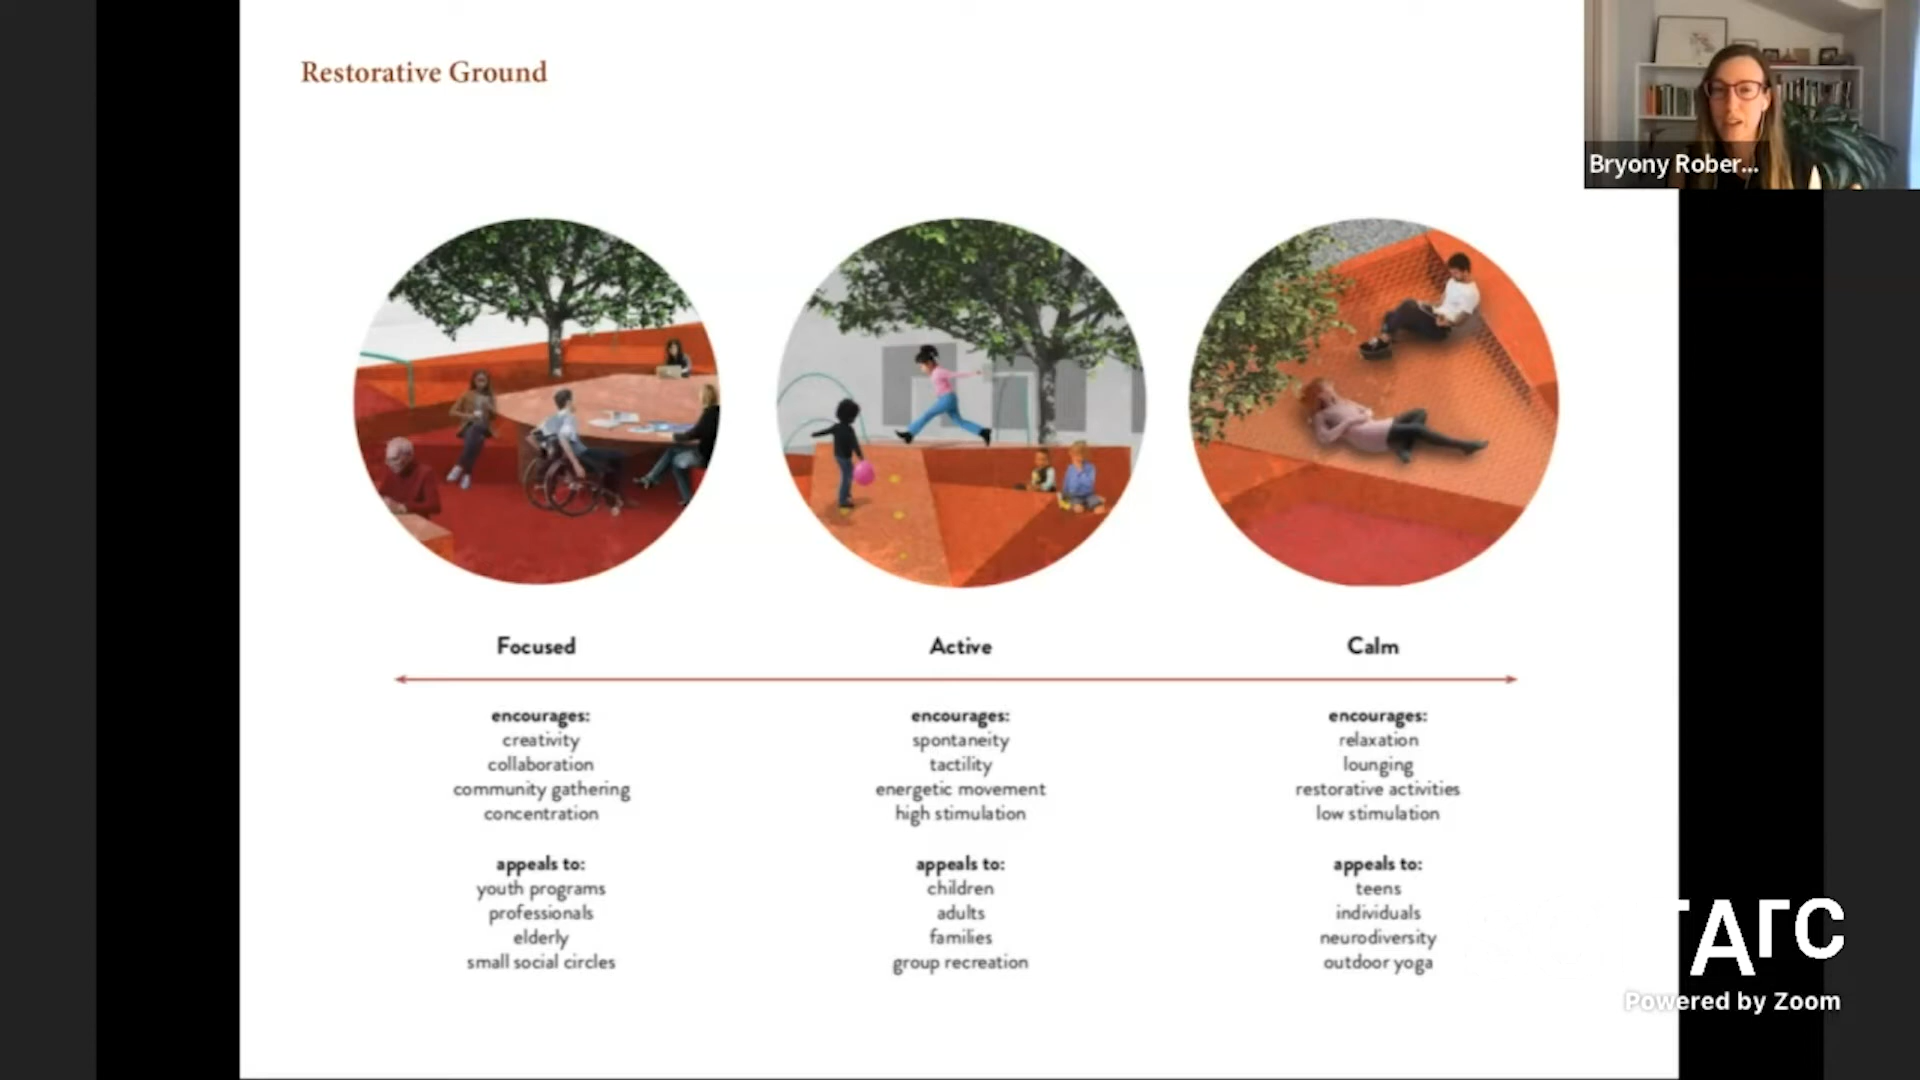 Restorative Ground
Bryony Rober...
Focused
Active
Calm
encourages:
creativity
collaboration
community gathering
concentration
appeals to:
youth programs
professionals
elderly
small social circles
encourages:
spontaneity
tactility
energetic movement
high stimulation
appeals to:
children
adults
families
group recreation
encourages:
relaxation
lounging
restorative activities
low stimulation
appeals to:
teens
individuals
neurodiversity
outdoor yoga
Powered by Zoom